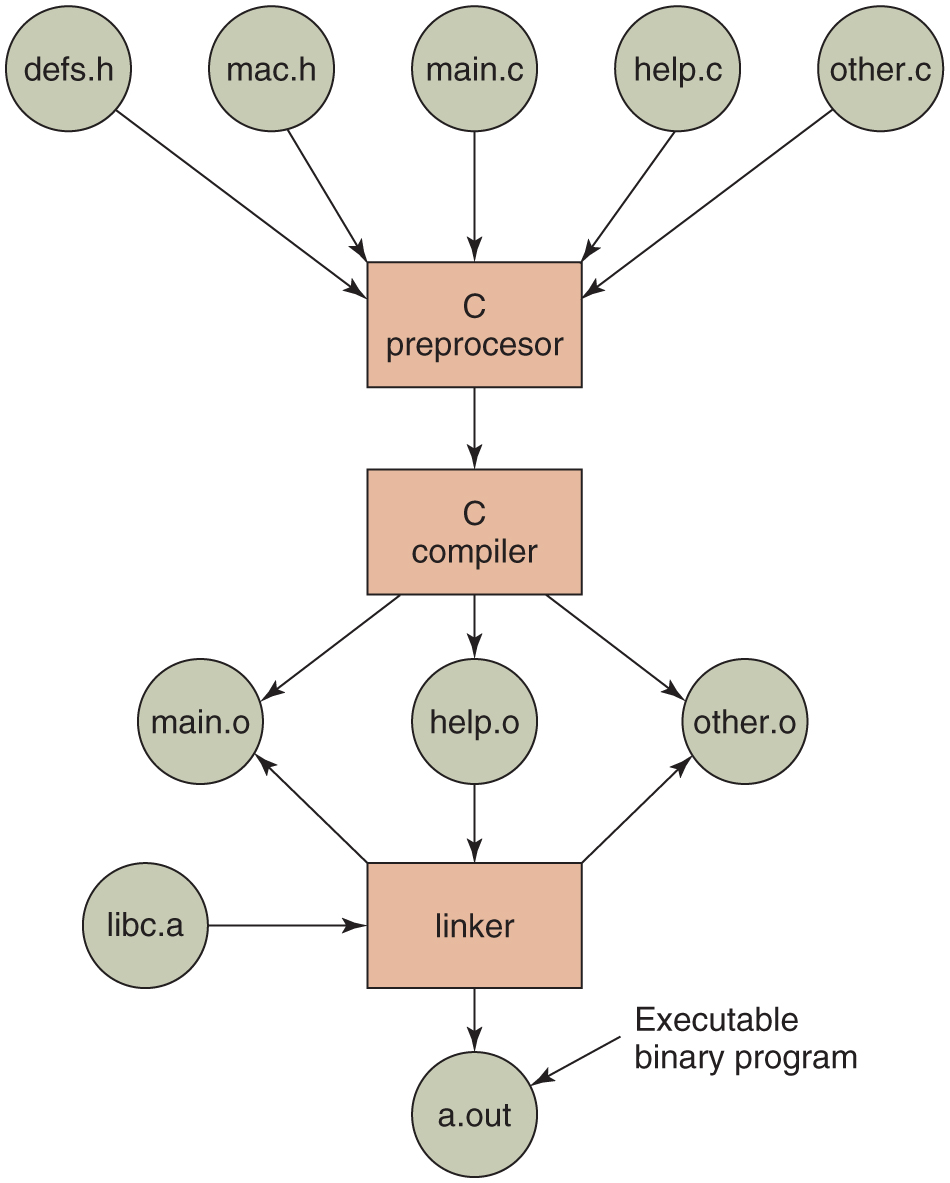 defs.h
mac.h
main.c
help.c
other.c
C
preprocesor
C
compiler
main.o
help.o
other.o
libc.a
linker
Executable
binary program
a.out